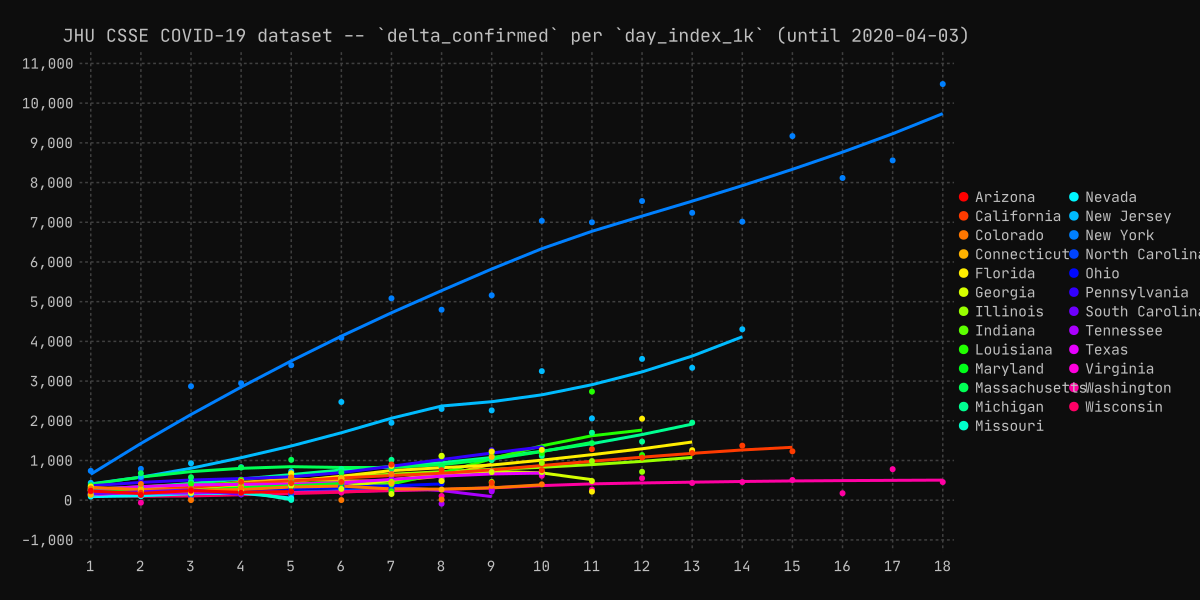 JHU CSSE COVID-19 dataset -- `delta_confirmed` per `day_index_1k` (until 2020-04-03)
11,000
10,000
9,000
8,000
7,000
6,000
5,000
4,000
3,000
2,000
1,000
0
-1,000
1 2 3 4 5 6 7 8 9 10 11 12 13 14 15 16 17 18
Arizona
California
Colorado
Connecticut
Florida
Georgia
Illinois
Indiana
Louisiana
Maryland
Massachusetts
Michigan
Missouri
Nevada
New Jersey
New York
North Carolina
Ohio
Pennsylvania
South Carolina
Tennessee
Texas
Virginia
Washington
Wisconsin